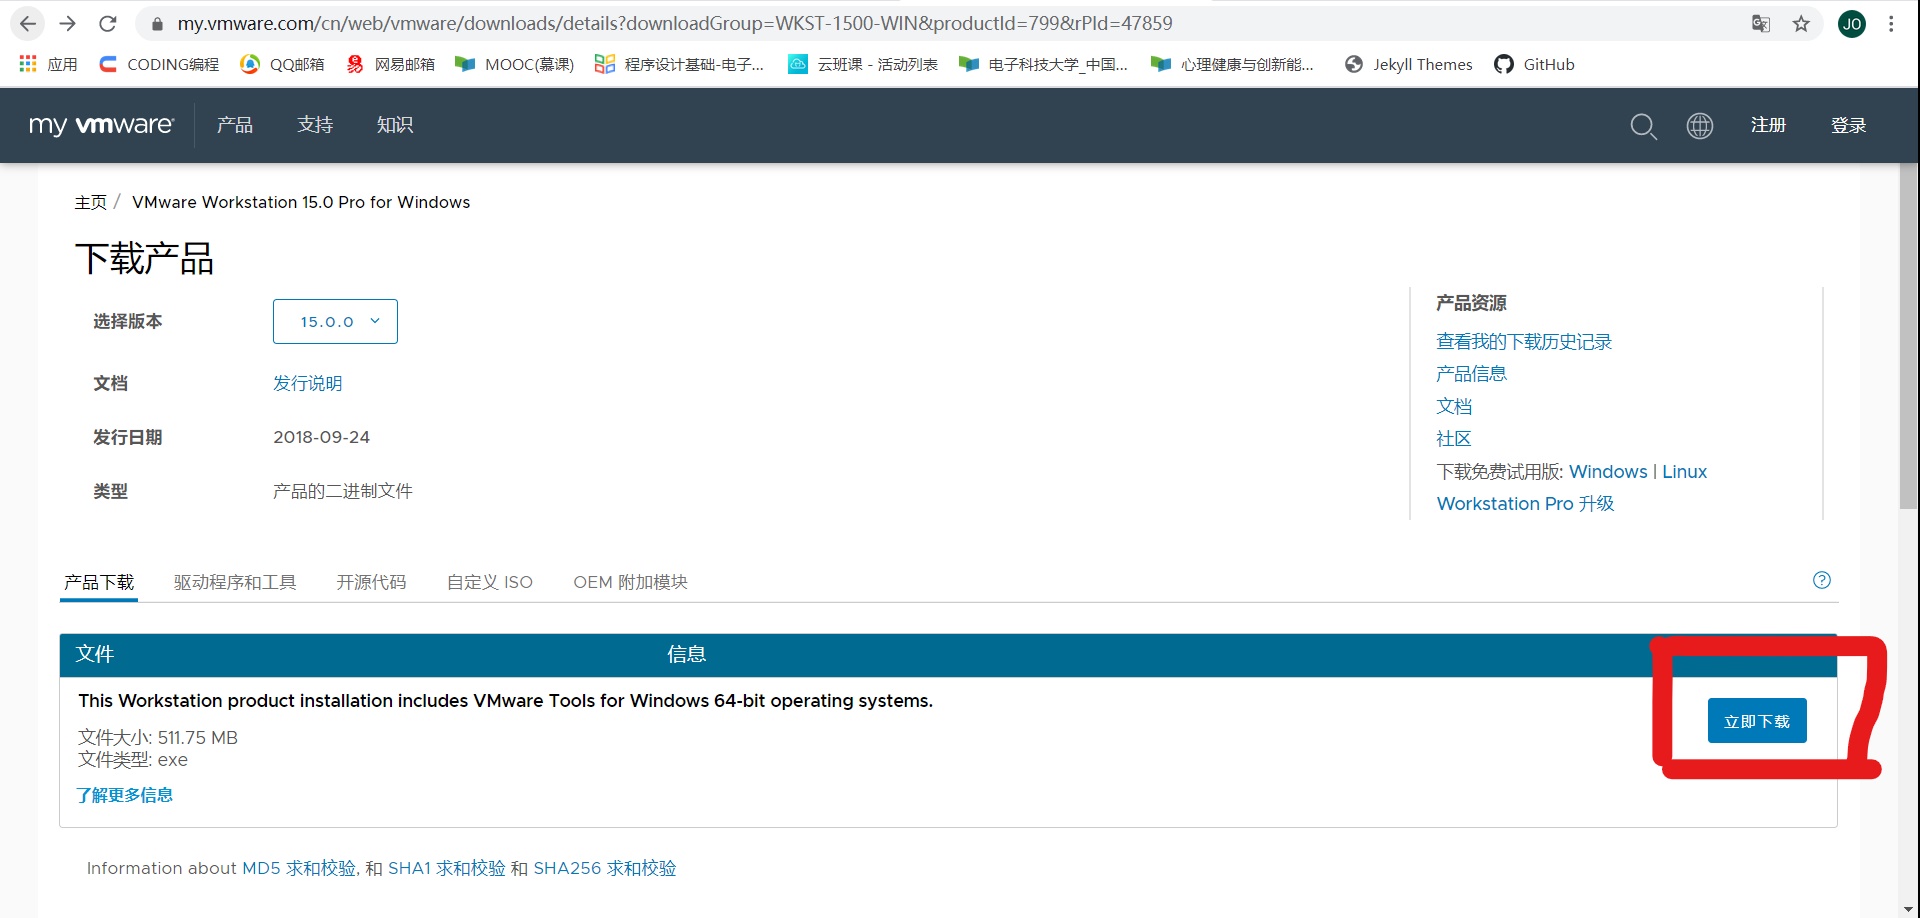 my.vmware.com/cn/web/vmware/downloads/details?downloadGroup=WKST-1500-WIN&productId=799&rPId=47859
JO
应用 CODING编程 QQ邮箱 网易邮箱 MOOC(慕课) 程序设计基础-电子... 云班课 - 活动列表 电子科技大学_中国... 心理健康与创新能... Jekyll Themes GitHub
my vmware 产品 支持 知识 注册 登录
主页 / VMware Workstation 15.0 Pro for Windows
下载产品
选择版本 15.0.0
文档 发行说明
发行日期 2018-09-24
类型 产品的二进制文件
产品资源
查看我的下载历史记录
产品信息
文档
社区
下载免费试用版: Windows | Linux
Workstation Pro 升级
产品下载 驱动程序和工具 开源代码 自定义 ISO OEM 附加模块 ?
文件 信息
This Workstation product installation includes VMware Tools for Windows 64-bit operating systems.
文件大小: 511.75 MB
文件类型: exe
了解更多信息
立即下载
Information about MD5 求和校验, 和 SHA1 求和校验 和 SHA256 求和校验